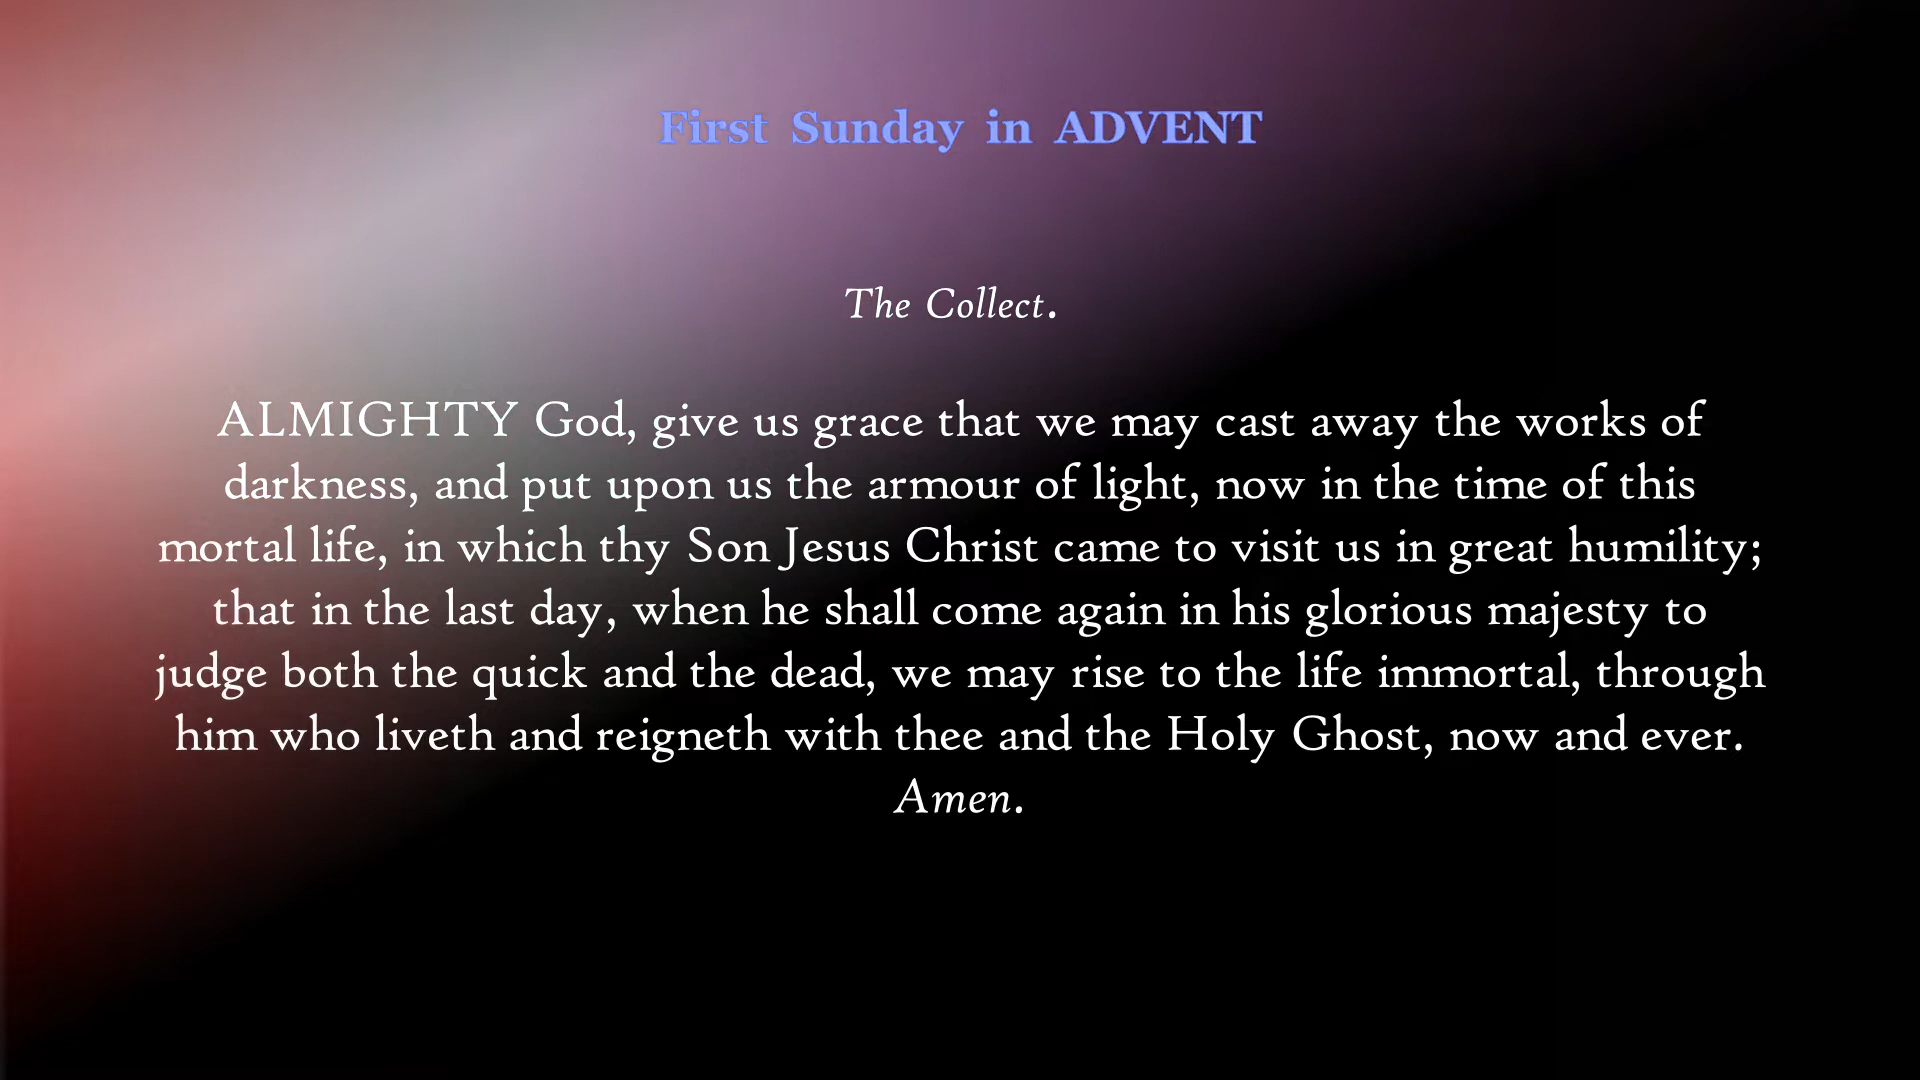 First Sunday in ADVENT
The Collect.
ALMIGHTY God, give us grace that we may cast away the works of
darkness, and put upon us the armour of light, now in the time of this
mortal life, in which thy Son Jesus Christ came to visit us in great humility;
that in the last day, when he shall come again in his glorious majesty to
judge both the quick and the dead, we may rise to the life immortal, through
him who liveth and reigneth with thee and the Holy Ghost, now and ever.
Amen.